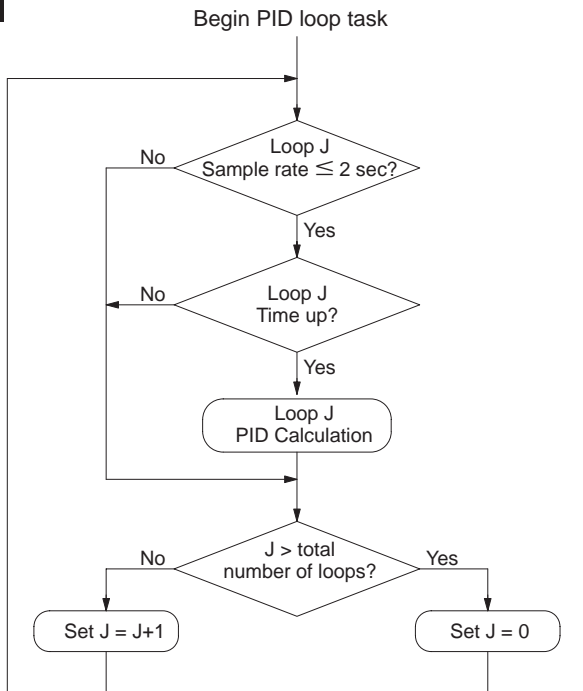 Begin PID loop task
Loop J
Sample rate ≤ 2 sec?
No
Yes
Loop J
Time up?
No
Yes
Loop J
PID Calculation
J > total
number of loops?
No
Yes
Set J = J+1
Set J = 0